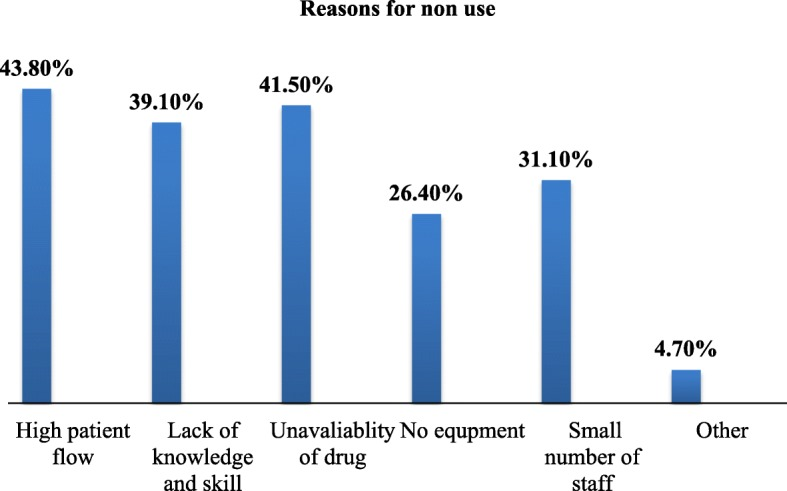 Reasons for non use
43.80%
39.10%
41.50%
26.40%
31.10%
4.70%
High patient
flow
Lack of
knowledge
and skill
Unavaliablity
of drug
No equpment
Small
number of
staff
Other